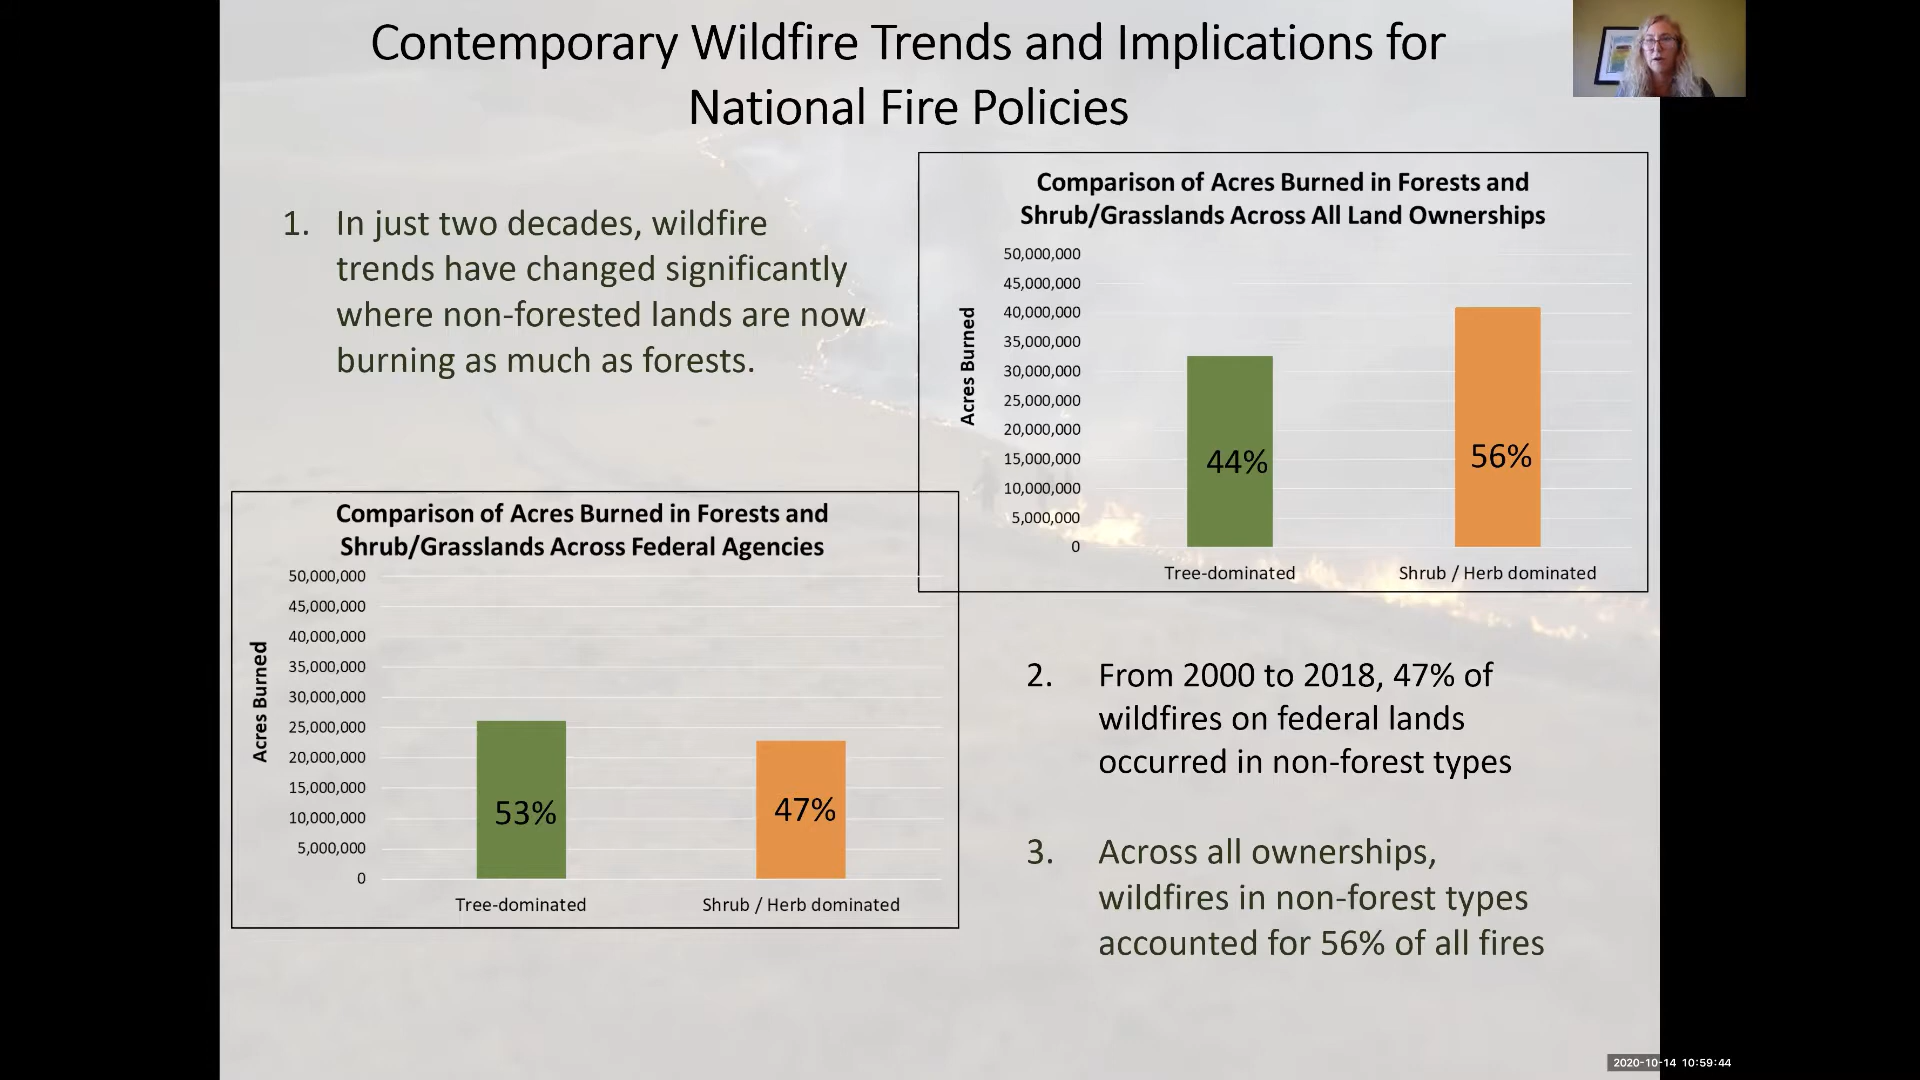 Contemporary Wildfire Trends and Implications for
National Fire Policies
1. In just two decades, wildfire
trends have changed significantly
where non-forested lands are now
burning as much as forests.
Comparison of Acres Burned in Forests and
Shrub/Grasslands Across All Land Ownerships
Acres Burned
50,000,000
45,000,000
40,000,000
35,000,000
30,000,000
25,000,000
20,000,000
15,000,000
10,000,000
5,000,000
0
44%
56%
Tree-dominated
Shrub / Herb dominated
Comparison of Acres Burned in Forests and
Shrub/Grasslands Across Federal Agencies
Acres Burned
50,000,000
45,000,000
40,000,000
35,000,000
30,000,000
25,000,000
20,000,000
15,000,000
10,000,000
5,000,000
0
53%
47%
Tree-dominated
Shrub / Herb dominated
2. From 2000 to 2018, 47% of
wildfires on federal lands
occurred in non-forest types
3. Across all ownerships,
wildfires in non-forest types
accounted for 56% of all fires
2020-10-14 10:59:44